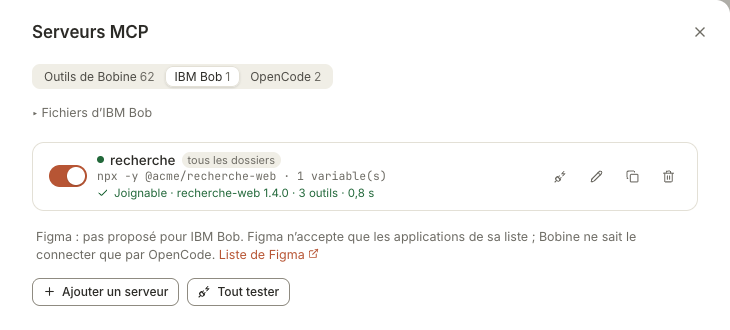 Serveurs MCP
Outils de Bobine 62 IBM Bob 1 OpenCode 2
▸ Fichiers d’IBM Bob
recherche tous les dossiers
npx -y @acme/recherche-web · 1 variable(s)
✓ Joignable · recherche-web 1.4.0 · 3 outils · 0,8 s
Figma : pas proposé pour IBM Bob. Figma n’accepte que les applications de sa liste ; Bobine ne sait le
connecter que par OpenCode. Liste de Figma
+ Ajouter un serveur Tout tester